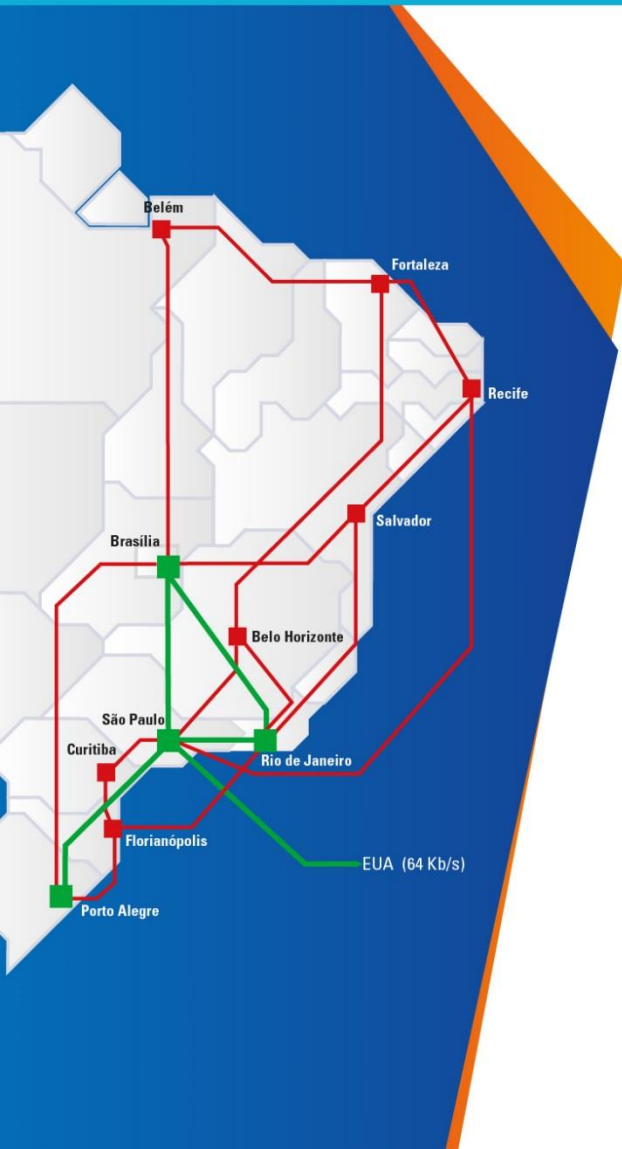 Belém
Fortaleza
Recife
Salvador
Brasília
Belo Horizonte
São Paulo
Curitiba
Rio de Janeiro
Florianópolis
EUA (64 Kb/s)
Porto Alegre